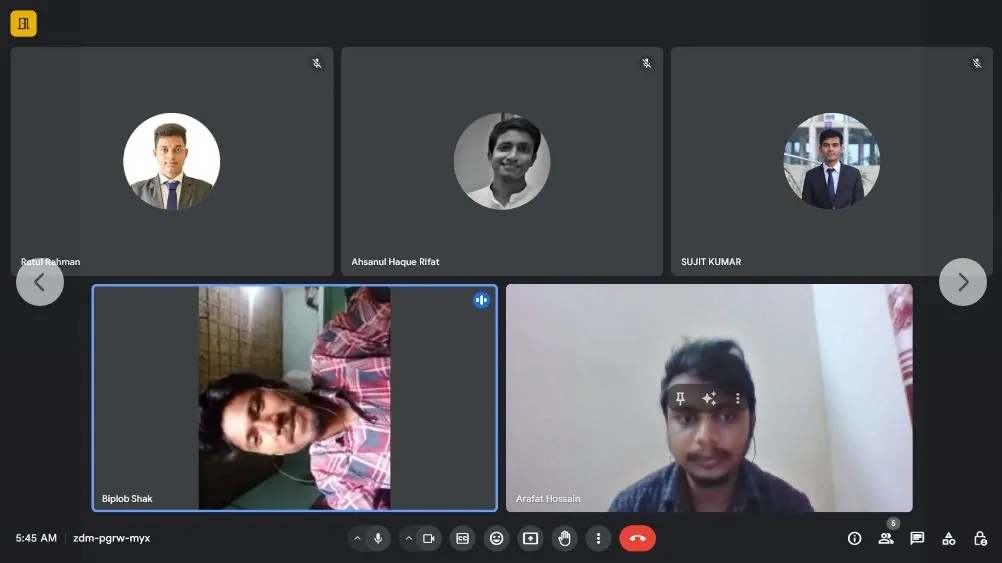 Ratul Rahman
Ahsanul Haque Rifat
SUJIT KUMAR
Biplob Shak
Arafat Hossain
5:45 AM | zdm-pgrw-myx
5